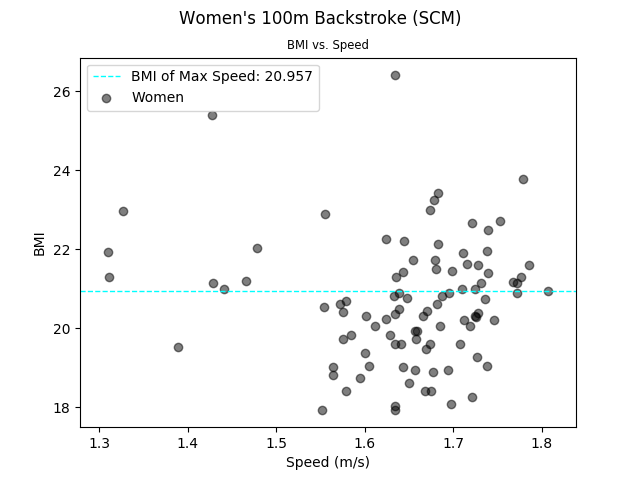 Women's 100m Backstroke (SCM)
BMI vs. Speed
BMI of Max Speed: 20.957
Women
26
24
22
20
18
BMI
1.3 1.4 1.5 1.6 1.7 1.8
Speed (m/s)